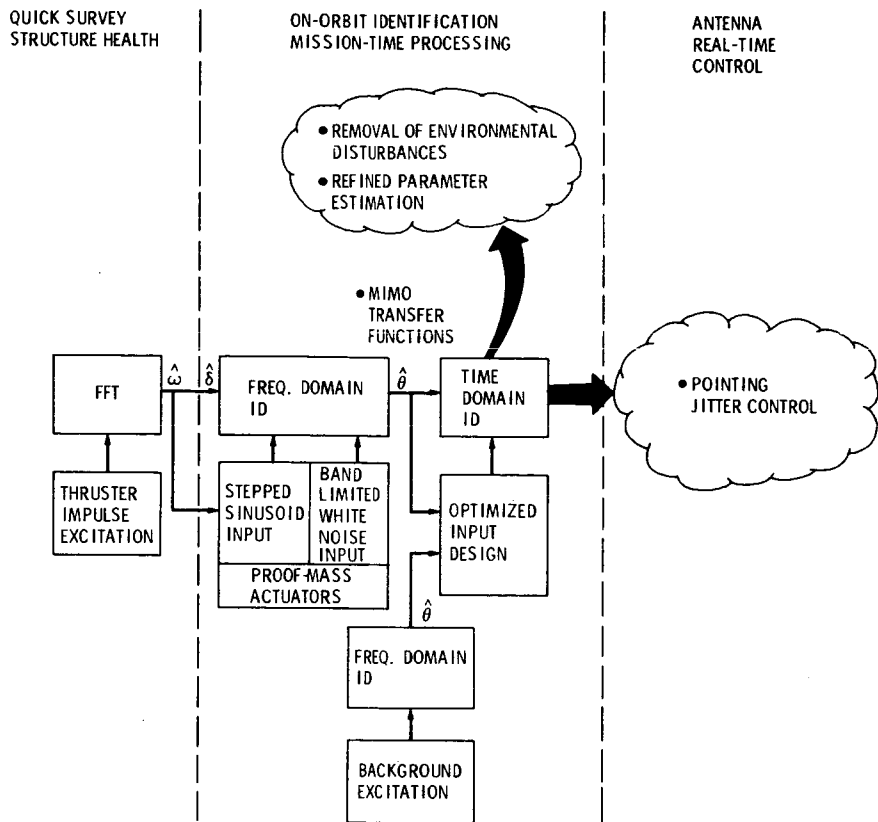 QUICK SURVEY
STRUCTURE HEALTH
ON-ORBIT IDENTIFICATION
MISSION-TIME PROCESSING
ANTENNA
REAL-TIME
CONTROL
• REMOVAL OF ENVIRONMENTAL
DISTURBANCES
• REFINED PARAMETER
ESTIMATION
• MIMO
TRANSFER
FUNCTIONS
FFT
ω̂
δ̂
FREQ. DOMAIN
ID
θ̂
TIME
DOMAIN
ID
• POINTING
JITTER CONTROL
THRUSTER
IMPULSE
EXCITATION
STEPPED
SINUSOID
INPUT
BAND
LIMITED
WHITE
NOISE
INPUT
PROOF-MASS
ACTUATORS
OPTIMIZED
INPUT
DESIGN
θ̂
FREQ. DOMAIN
ID
BACKGROUND
EXCITATION